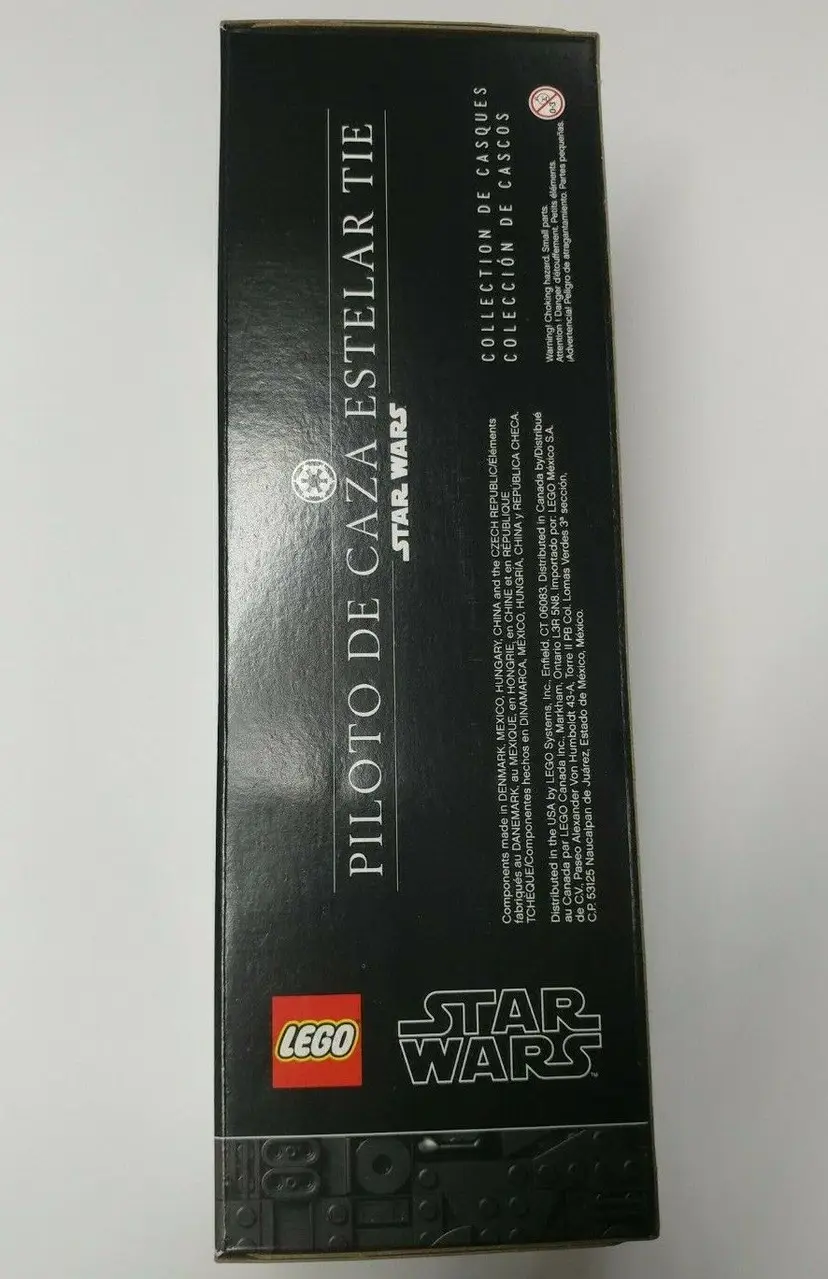 PILOTO DE CAZA ESTELAR TIE
STAR WARS
COLLECTION DE CASQUES
COLECCIÓN DE CASCOS
0-3
Warning! Choking hazard. Small parts.
Attention ! Danger d'étouffement. Petits éléments.
¡Advertencia! Peligro de atragantamiento. Partes pequeñas.
Components made in DENMARK, MEXICO, HUNGARY, CHINA and the CZECH REPUBLIC/Éléments
fabriqués au DANEMARK, au MEXIQUE, en HONGRIE, en CHINE et en RÉPUBLIQUE
TCHÈQUE/Componentes hechos en DINAMARCA, MÉXICO, HUNGRÍA, CHINA y REPÚBLICA CHECA.
Distributed in the USA by LEGO Systems, Inc., Enfield, CT 06083. Distributed in Canada by/Distribué
au Canada par LEGO Canada Inc., Markham, Ontario L3R 5N8. Importado por: LEGO México S.A.
de C.V., Paseo Alexander Von Humboldt 43-A, Torre II PB Col. Lomas Verdes 3ª sección,
C.P. 53125 Naucalpan de Juárez, Estado de México, México.
LEGO
STAR
WARS™